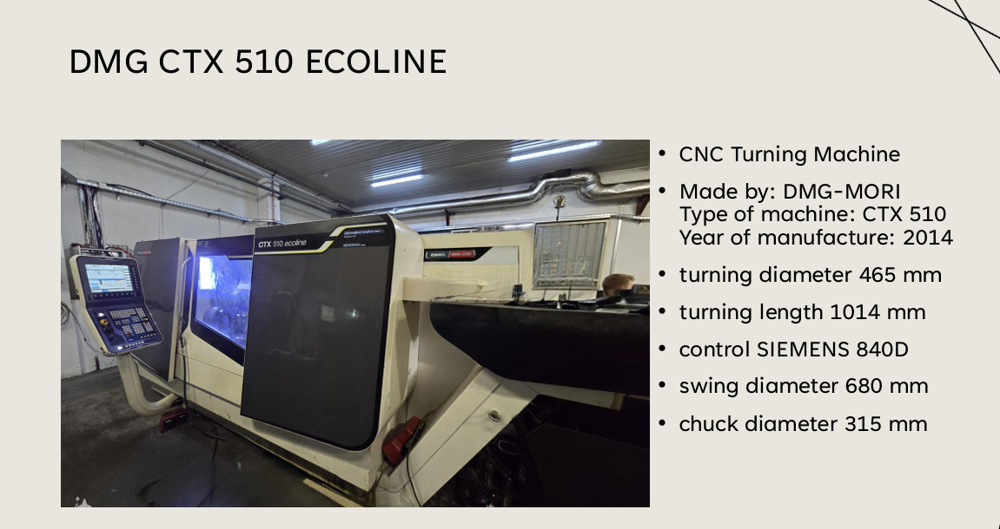 DMG CTX 510 ECOLINE
CTX 510 ecoline
DMG MORI
• CNC Turning Machine
• Made by: DMG-MORI
Type of machine: CTX 510
Year of manufacture: 2014
• turning diameter 465 mm
• turning length 1014 mm
• control SIEMENS 840D
• swing diameter 680 mm
• chuck diameter 315 mm